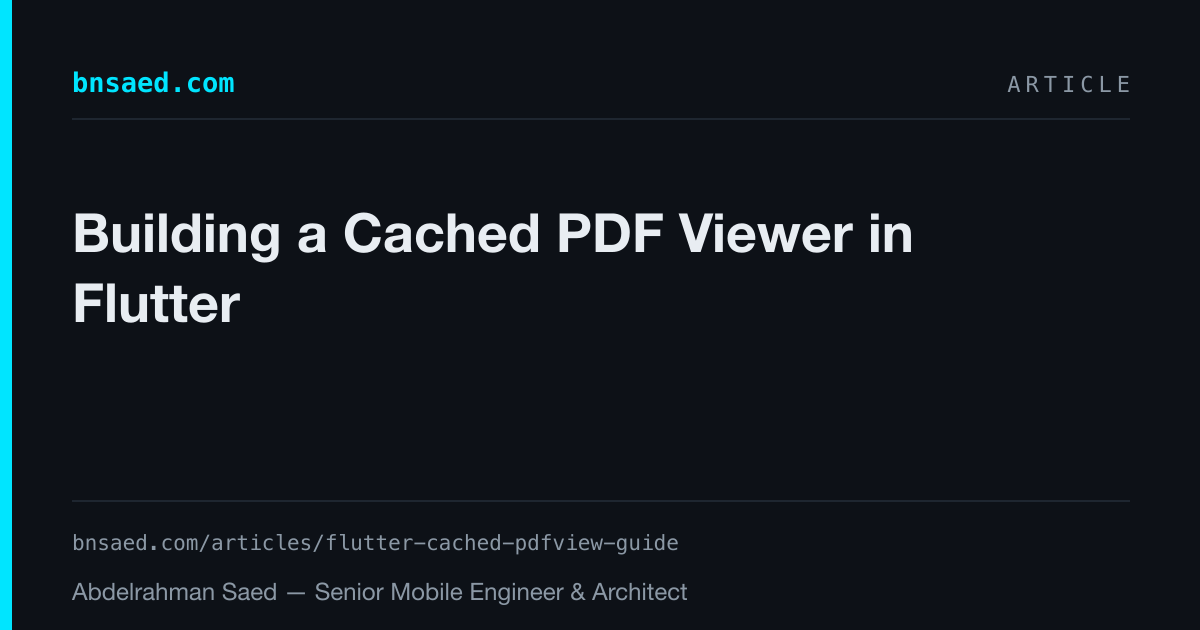 bnsaed.com
ARTICLE
Building a Cached PDF Viewer in
Flutter
bnsaed.com/articles/flutter-cached-pdfview-guide
Abdelrahman Saed — Senior Mobile Engineer & Architect